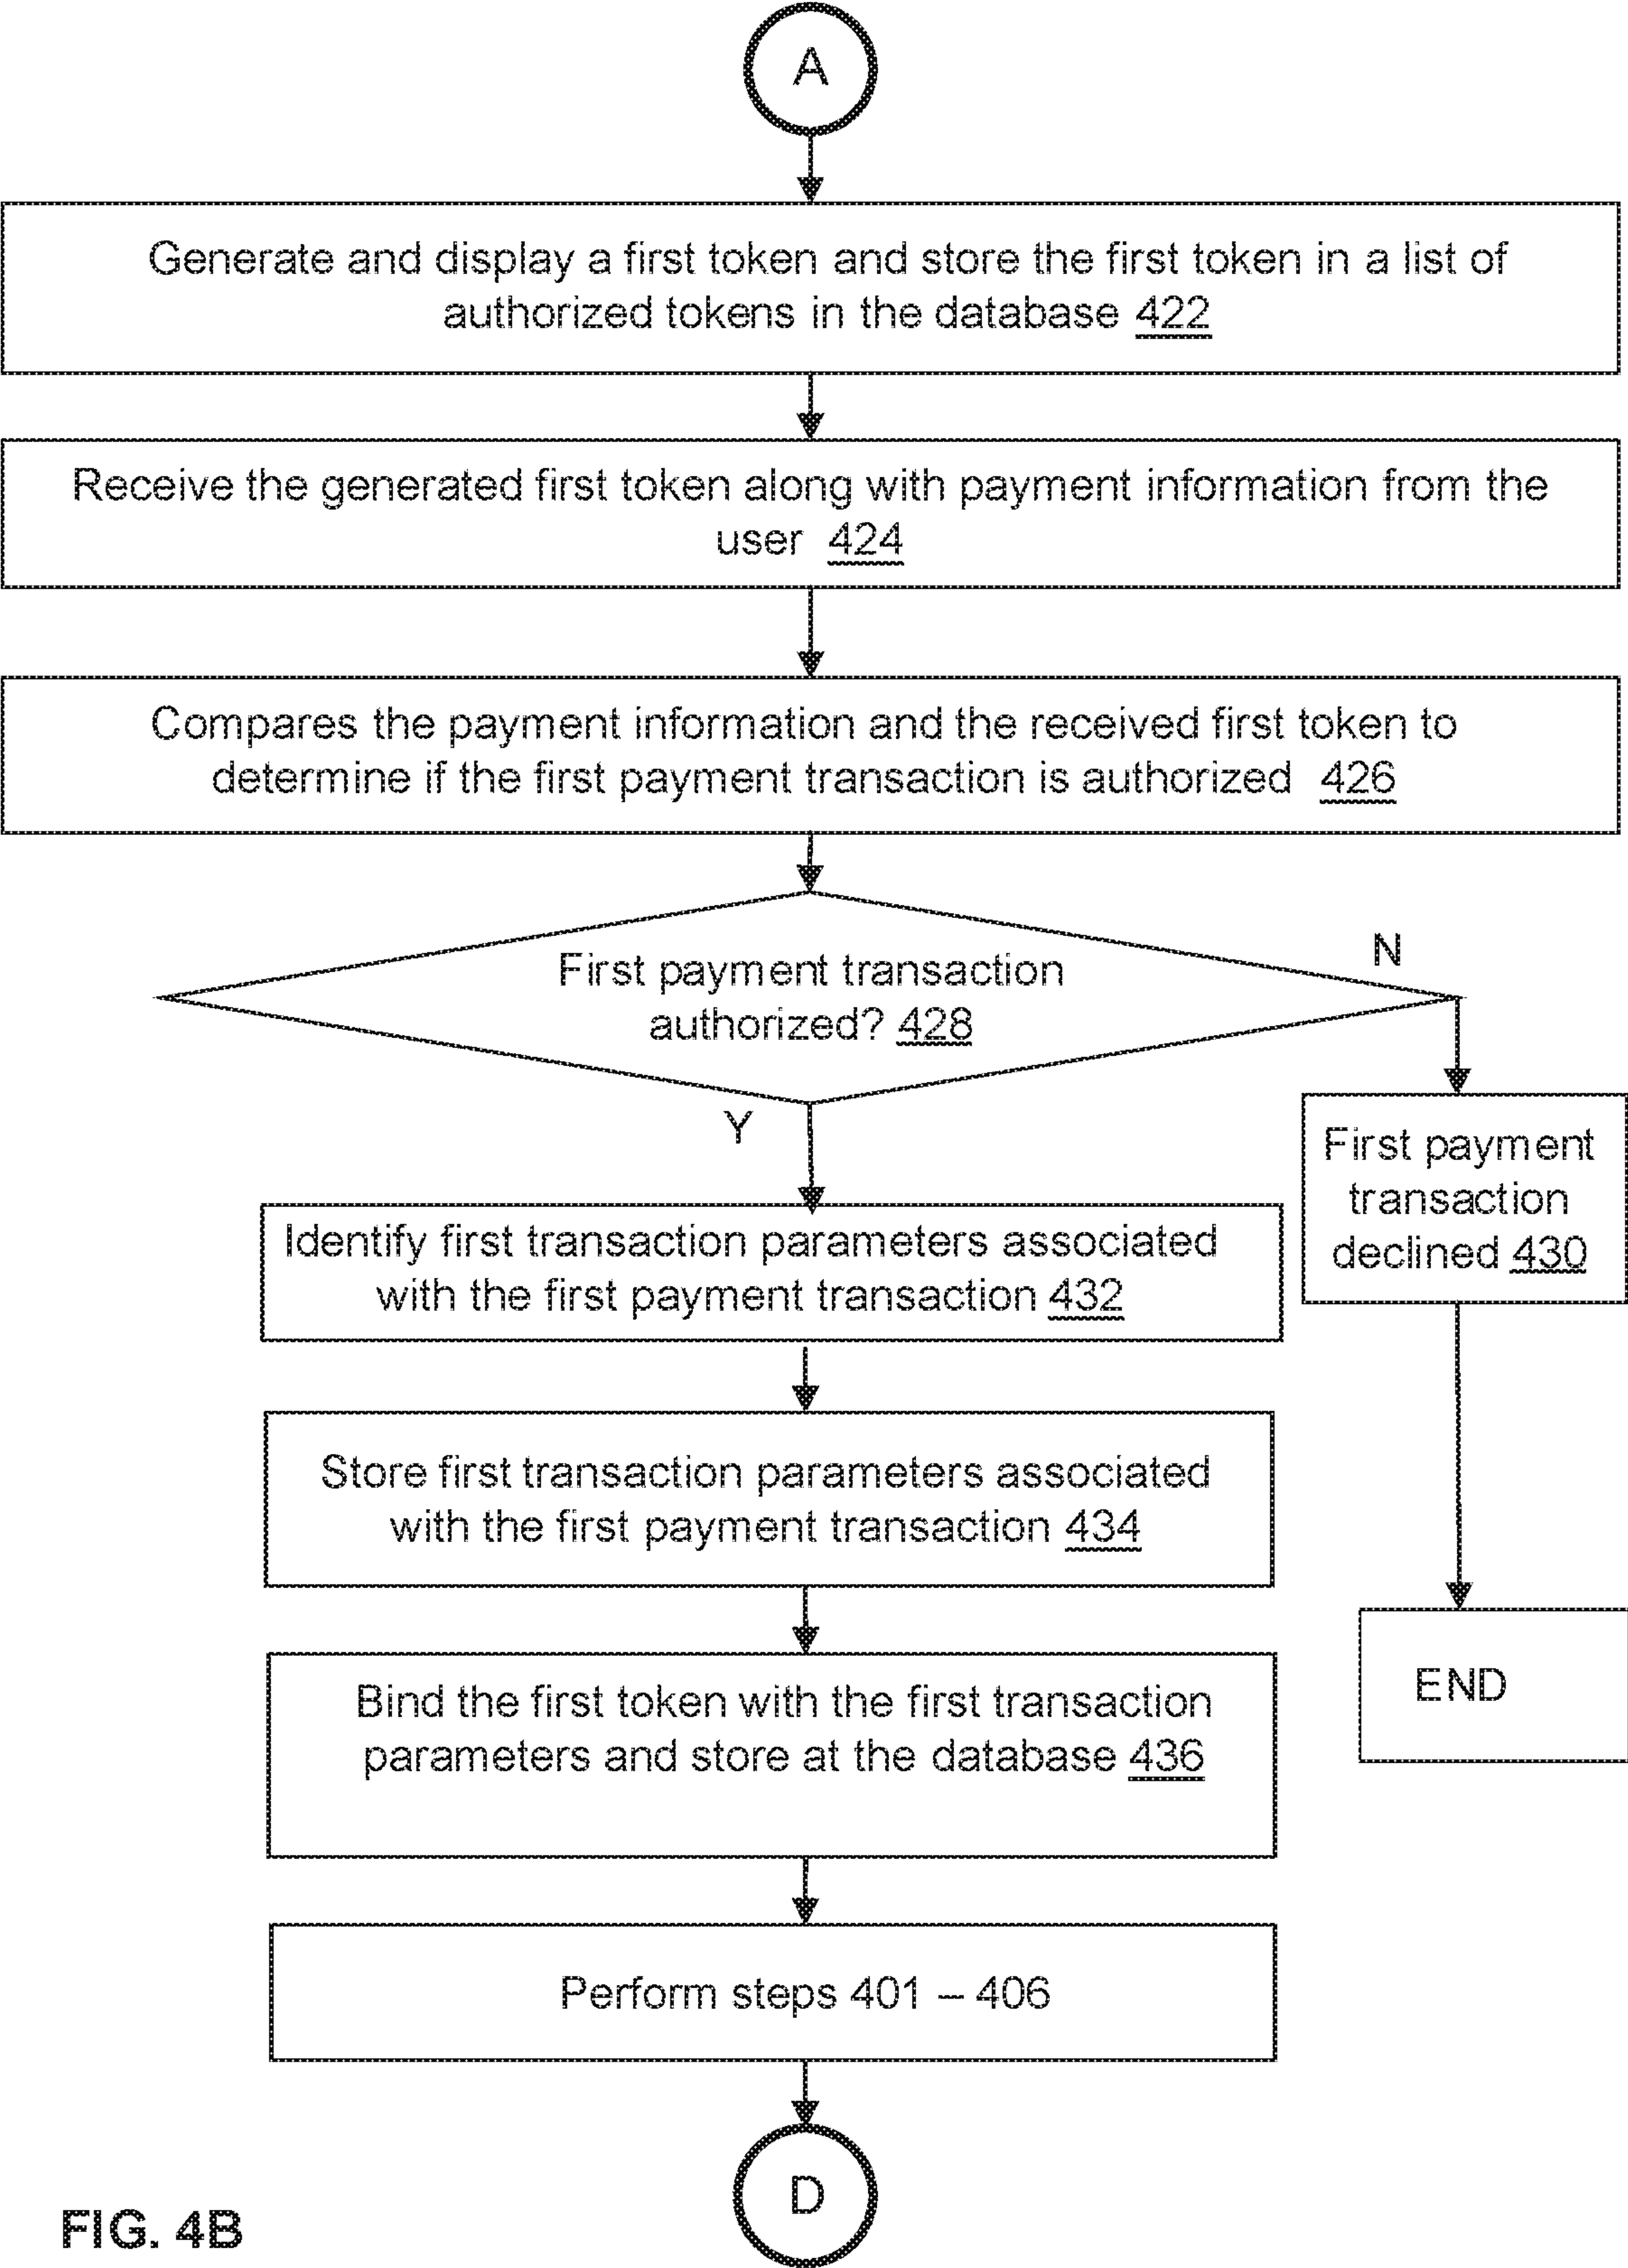 A
Generate and display a first token and store the first token in a list of
authorized tokens in the database 422
Receive the generated first token along with payment information from the
user 424
Compares the payment information and the received first token to
determine if the first payment transaction is authorized 426
First payment transaction
authorized? 428
N
Y
First payment
transaction
declined 430
Identify first transaction parameters associated
with the first payment transaction 432
Store first transaction parameters associated
with the first payment transaction 434
Bind the first token with the first transaction
parameters and store at the database 436
END
Perform steps 401 – 406
D
FIG. 4B